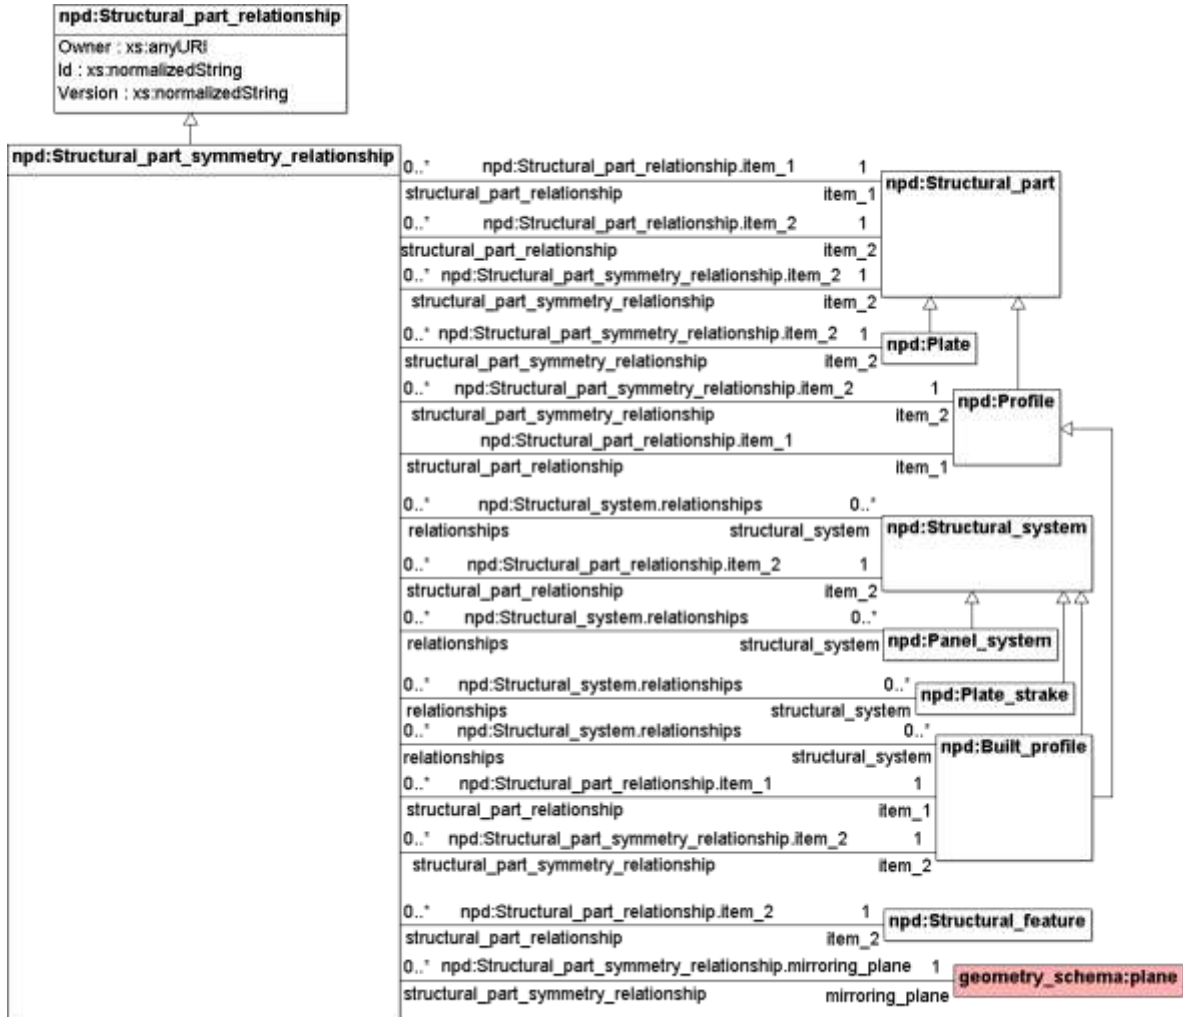 npd:Structural_part_relationship
Owner : xs:anyURI
Id : xs:normalizedString
Version : xs:normalizedString
npd:Structural_part_symmetry_relationship
0..* npd:Structural_part_relationship.item_1 1
structural_part_relationship item_1
npd:Structural_part
0..* npd:Structural_part_relationship.item_2 1
structural_part_relationship item_2
0..* npd:Structural_part_symmetry_relationship.item_2 1
structural_part_symmetry_relationship item_2
0..* npd:Structural_part_symmetry_relationship.item_2 1
structural_part_symmetry_relationship item_2
npd:Plate
0..* npd:Structural_part_symmetry_relationship.item_2 1
structural_part_symmetry_relationship item_2
npd:Profile
npd:Structural_part_relationship.item_1
structural_part_relationship item_1
0..* npd:Structural_system.relationships 0..*
relationships structural_system
npd:Structural_system
0..* npd:Structural_part_relationship.item_2 1
structural_part_relationship item_2
0..* npd:Structural_system.relationships 0..*
relationships structural_system
npd:Panel_system
0..* npd:Structural_system.relationships 0..*
relationships structural_system
npd:Plate_strake
0..* npd:Structural_system.relationships 0..*
relationships structural_system
npd:Built_profile
0..* npd:Structural_part_relationship.item_1 1
structural_part_relationship item_1
0..* npd:Structural_part_symmetry_relationship.item_2 1
structural_part_symmetry_relationship item_2
0..* npd:Structural_part_relationship.item_2 1
structural_part_relationship item_2
npd:Structural_feature
0..* npd:Structural_part_symmetry_relationship.mirroring_plane 1
structural_part_symmetry_relationship mirroring_plane
geometry_schema:plane